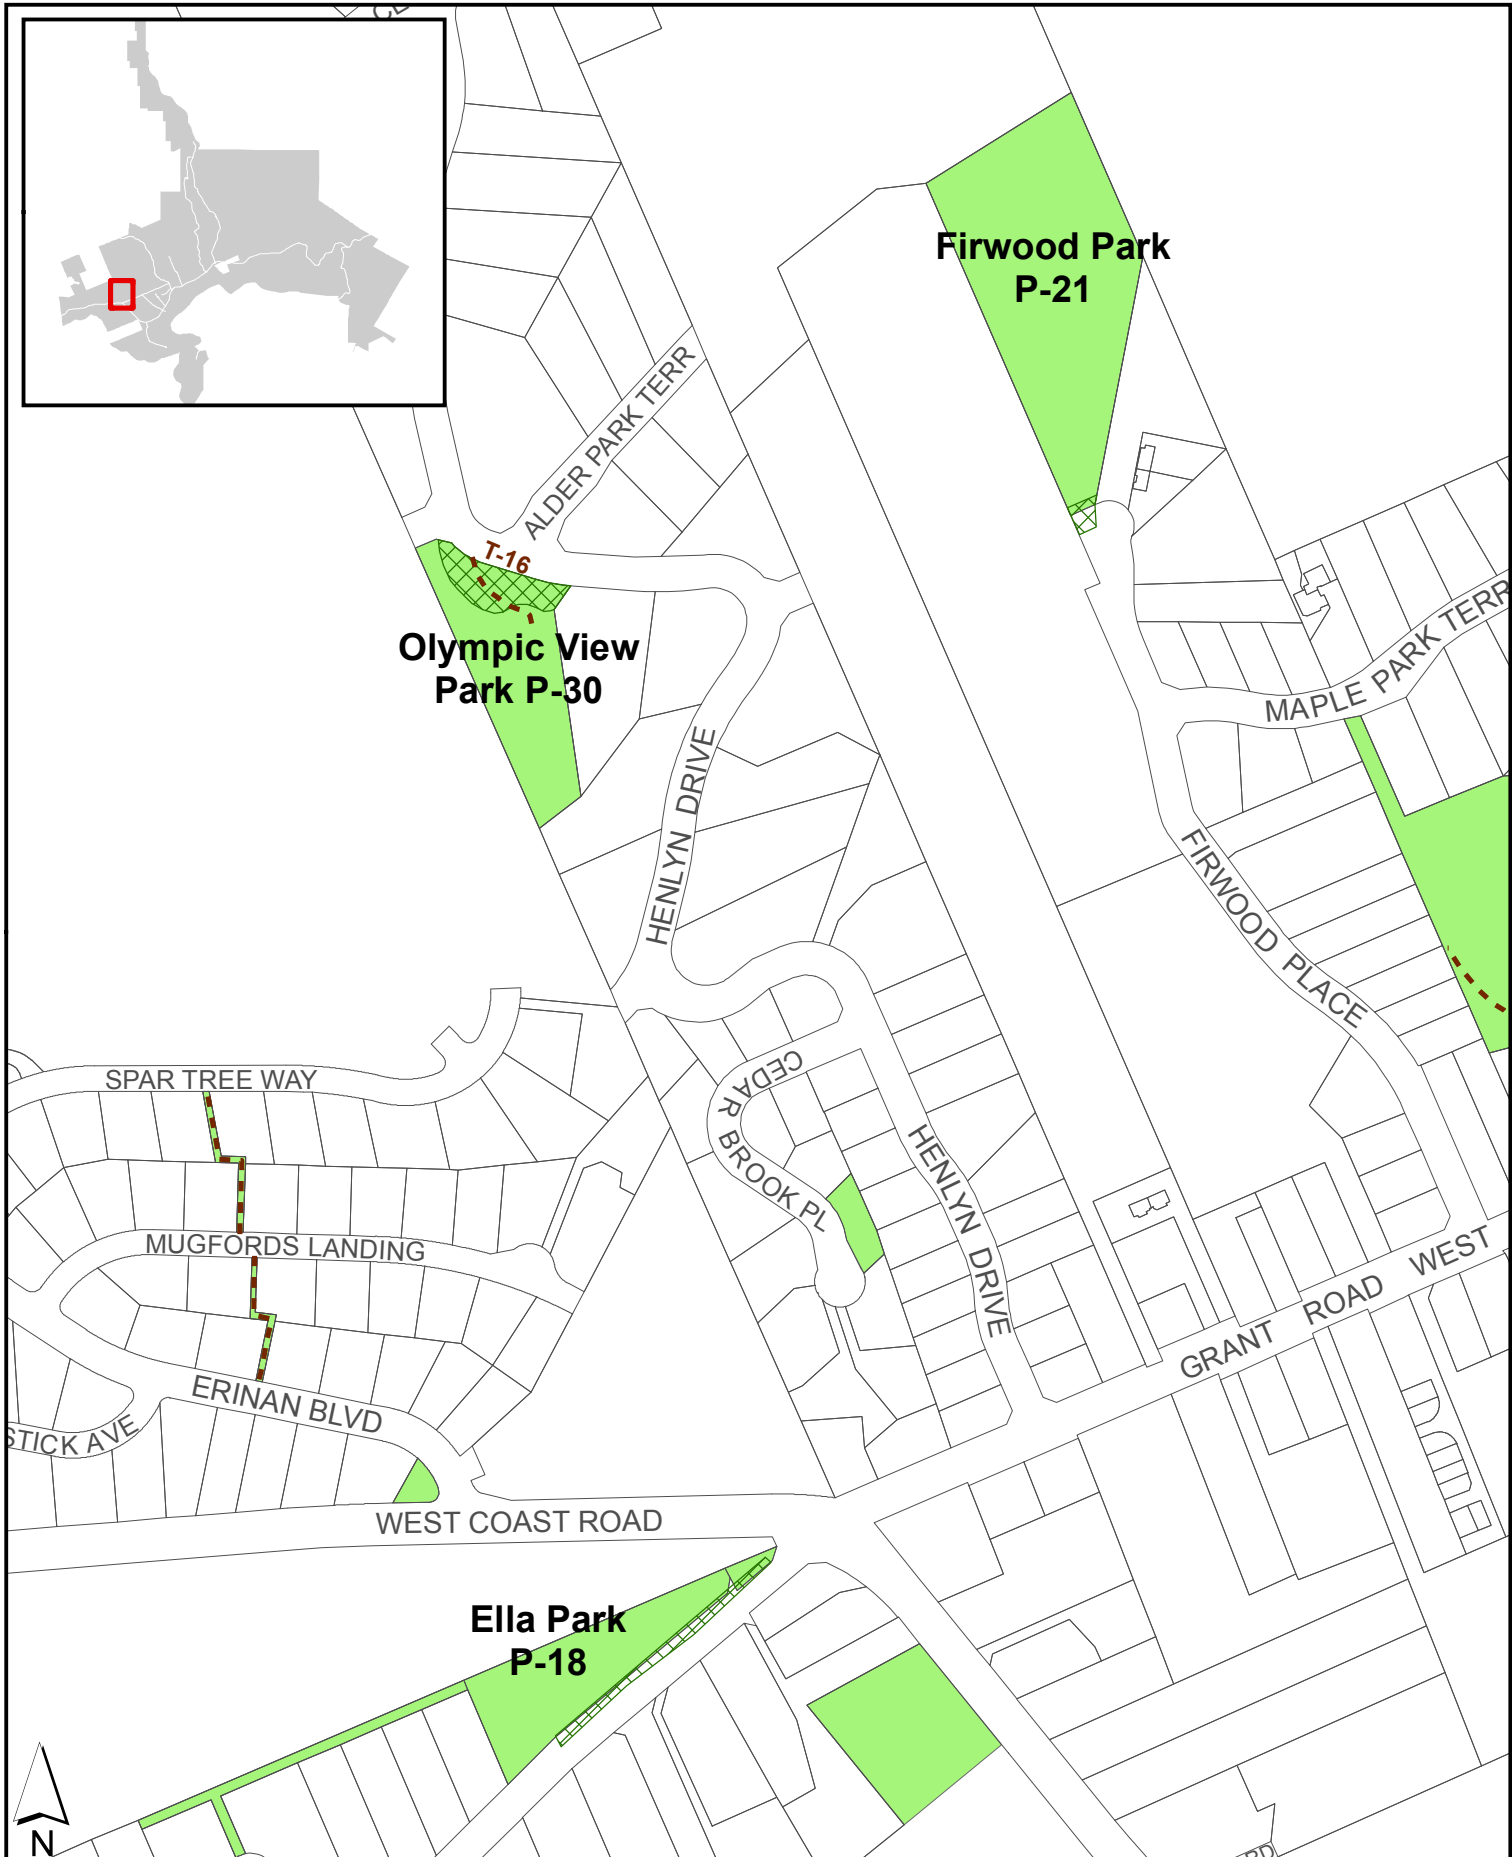 Firwood Park
P-21
ALDER PARK TERR
T-16
Olympic View
Park P-30
MAPLE PARK TERR
HENLYN DRIVE
FIRWOOD PLACE
SPAR TREE WAY
CEDAR BROOK PL
HENLYN DRIVE
MUGFORDS LANDING
GRANT ROAD WEST
ERINAN BLVD
STICK AVE
WEST COAST ROAD
Ella Park
P-18
N